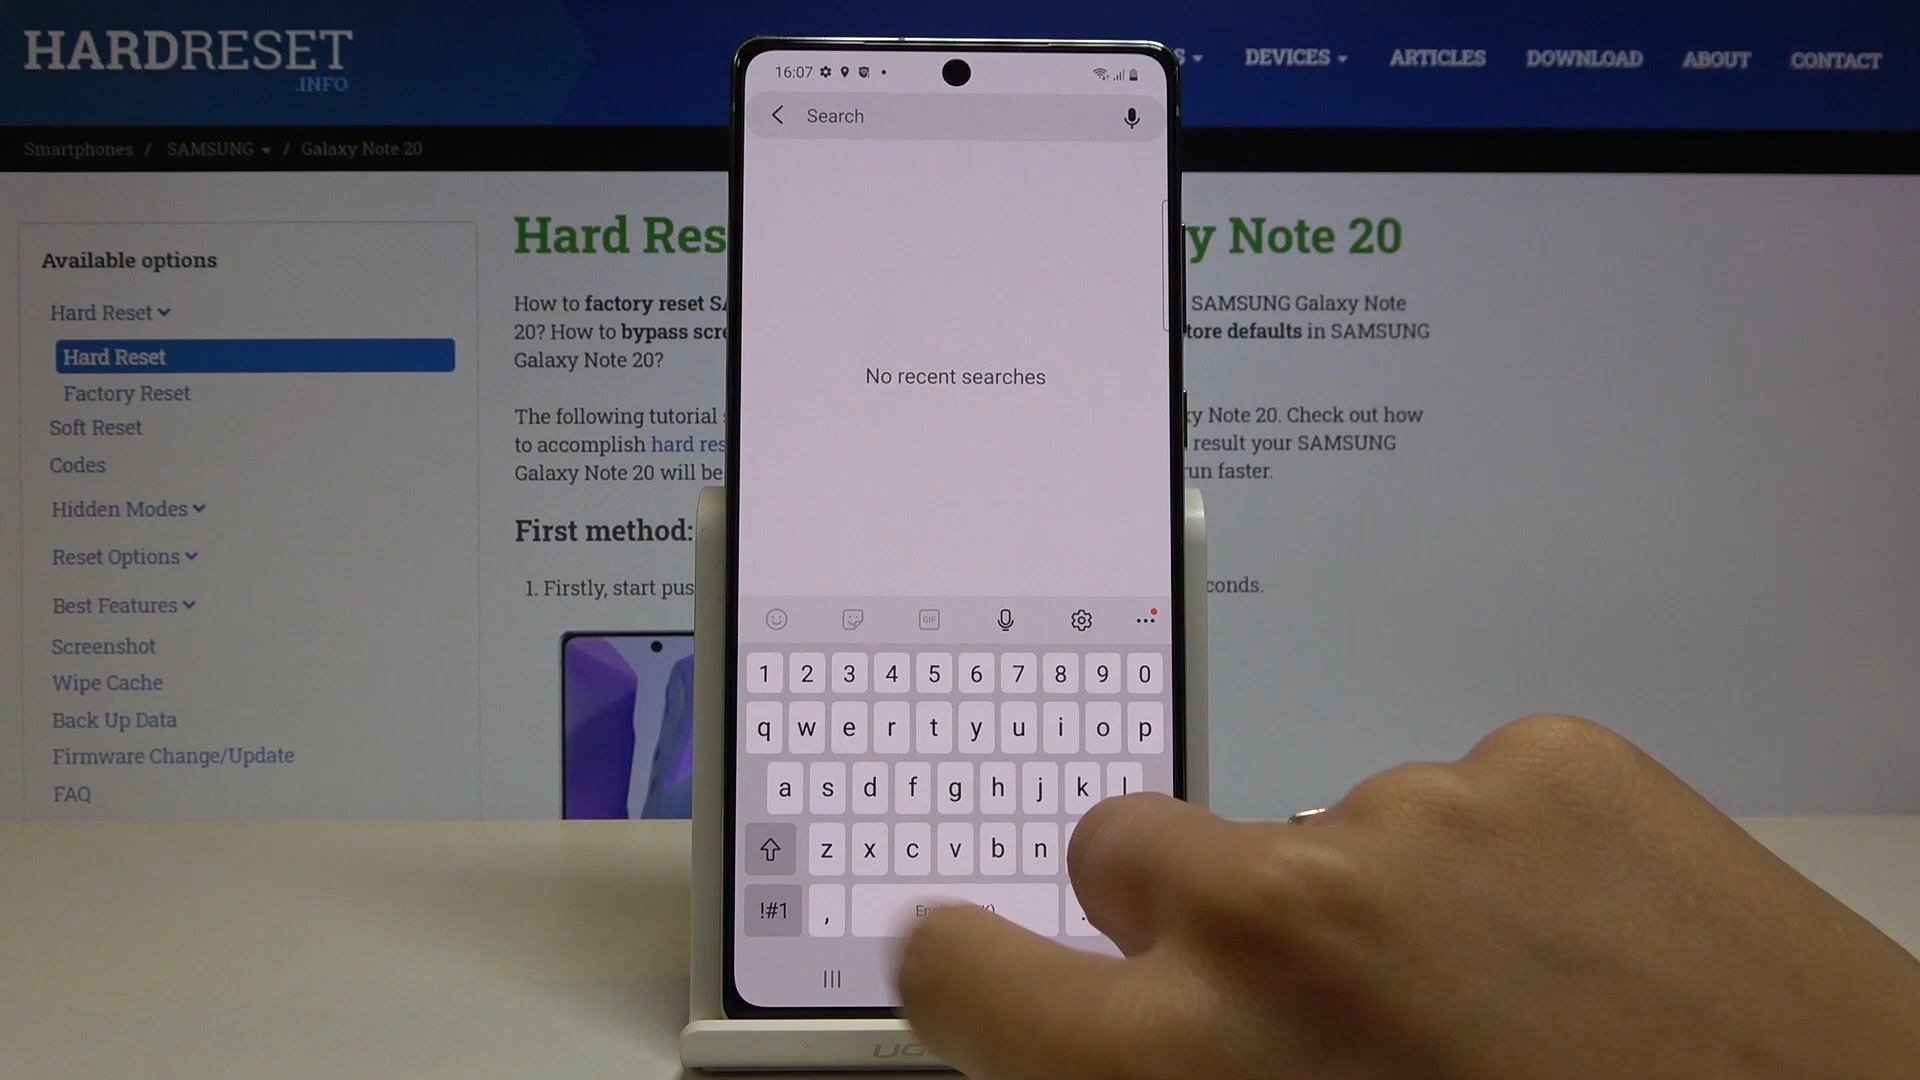 HARDRESET
.INFO
DEVICES
ARTICLES
DOWNLOAD
ABOUT
CONTACT
Smartphones / SAMSUNG / Galaxy Note 20
Available options
Hard Reset
Hard Reset
Factory Reset
Soft Reset
Codes
Hidden Modes
Reset Options
Best Features
Screenshot
Wipe Cache
Back Up Data
Firmware Change/Update
FAQ
Hard Res
y Note 20
How to factory reset SA
SAMSUNG Galaxy Note
20? How to bypass scre
tore defaults in SAMSUNG
Galaxy Note 20?
The following tutorial
y Note 20. Check out how
to accomplish hard res
result your SAMSUNG
Galaxy Note 20 will be
run faster.
First method:
1. Firstly, start pus
conds.
16:07
Search
No recent searches
GIF
1 2 3 4 5 6 7 8 9 0
q w e r t y u i o p
a s d f g h j k l
z x c v b n
!#1 , .